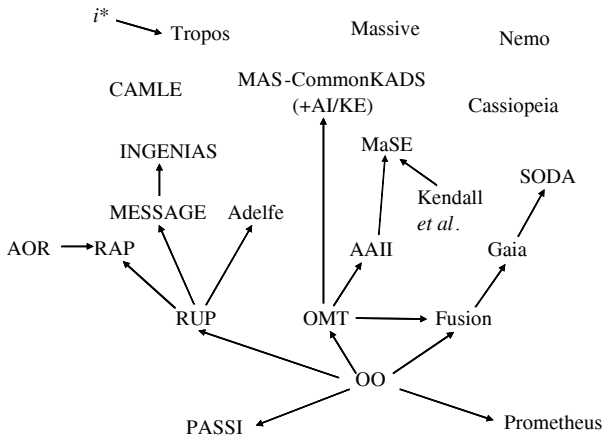 i*
Tropos
Massive
Nemo
CAMLE
MAS-CommonKADS
(+AI/KE)
Cassiopeia
INGENIAS
MaSE
SODA
MESSAGE
Adelfe
Kendall
et al.
AOR
RAP
AAII
Gaia
RUP
OMT
Fusion
OO
PASSI
Prometheus